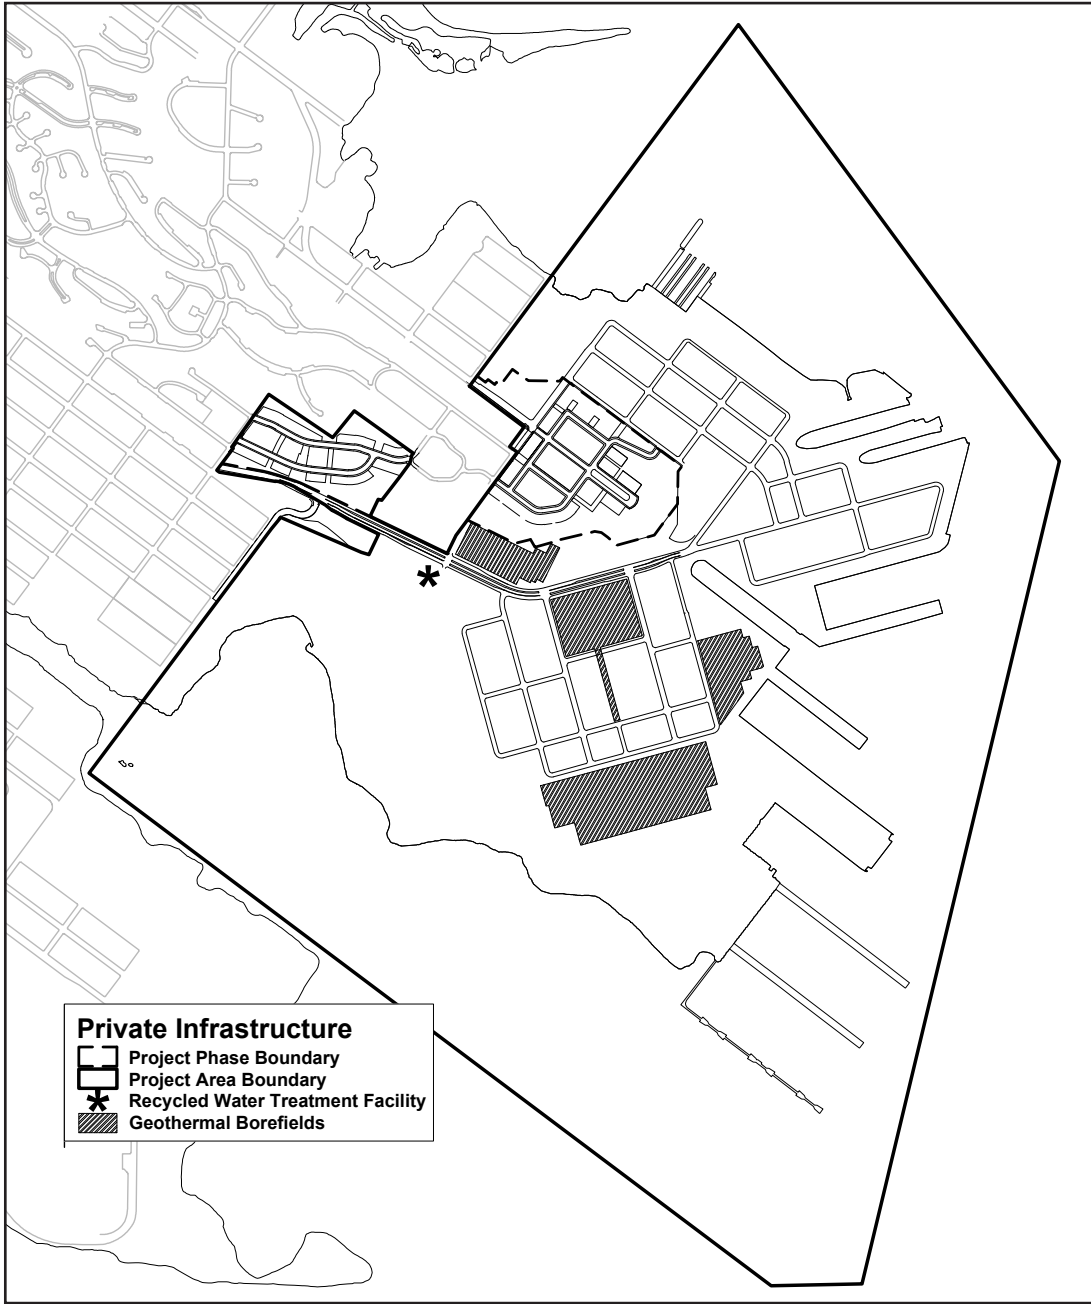 Private Infrastructure
Project Phase Boundary
Project Area Boundary
Recycled Water Treatment Facility
Geothermal Borefields